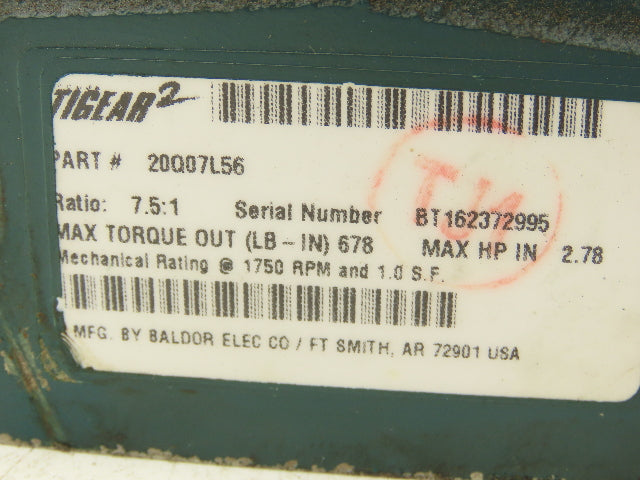 TIGEAR2
PART # 20Q07L56
Ratio: 7.5:1 Serial Number BT162372995
MAX TORQUE OUT (LB-IN) 678 MAX HP IN 2.78
Mechanical Rating @ 1750 RPM and 1.0 S.F.
MFG. BY BALDOR ELEC CO / FT SMITH, AR 72901 USA